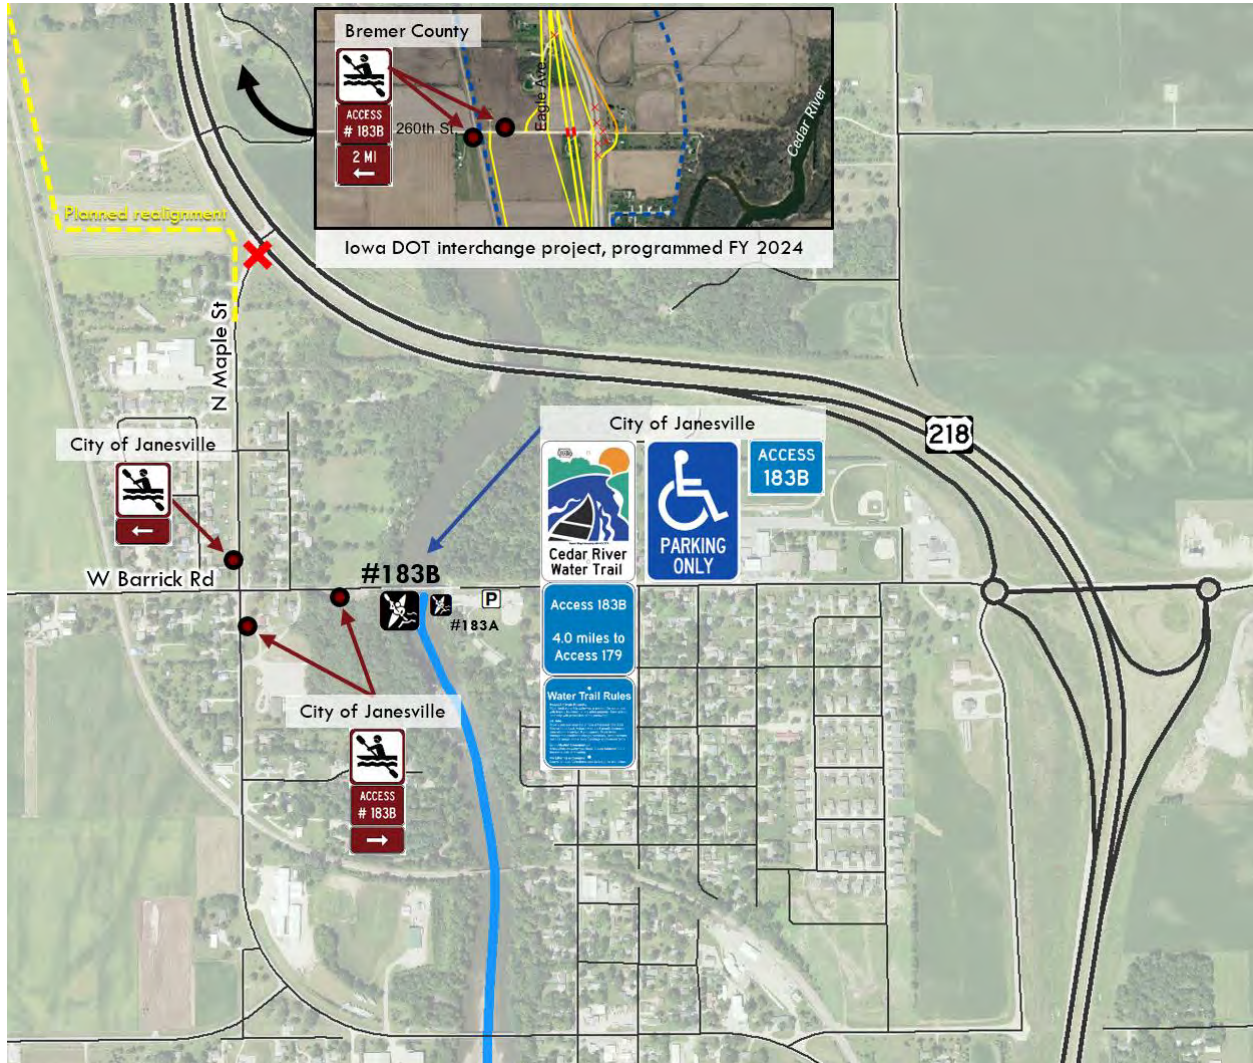 Bremer County
ACCESS
# 183B
2 MI
←
260th St
Eagle Ave
Cedar River
Iowa DOT interchange project, programmed FY 2024
Planned realignment
N Maple St
218
City of Janesville
←
City of Janesville
Cedar River
Water Trail
PARKING
ONLY
ACCESS
183B
Access 183B
4.0 miles to
Access 179
Water Trail Rules
W Barrick Rd
#183B
P
#183A
City of Janesville
ACCESS
# 183B
→